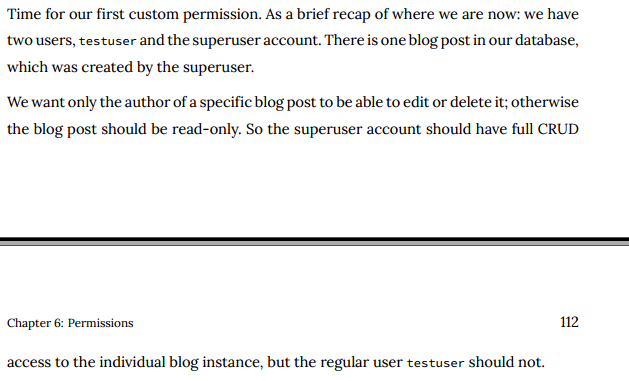 Time for our first custom permission. As a brief recap of where we are now: we have
two users, testuser and the superuser account. There is one blog post in our database,
which was created by the superuser.
We want only the author of a specific blog post to be able to edit or delete it; otherwise
the blog post should be read-only. So the superuser account should have full CRUD
Chapter 6: Permissions 112
access to the individual blog instance, but the regular user testuser should not.